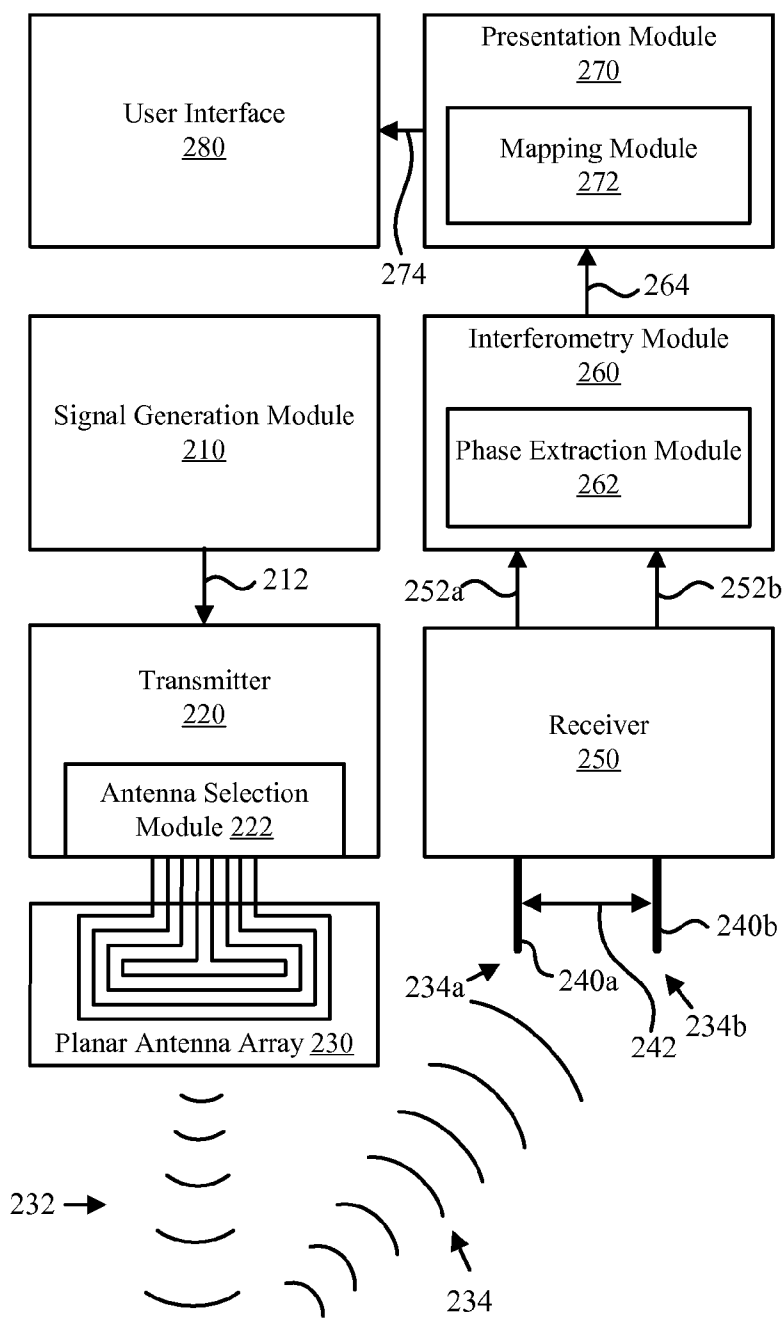 User Interface
280
Presentation Module
270
Mapping Module
272
274
264
Signal Generation Module
210
Interferometry Module
260
Phase Extraction Module
262
212
252a
252b
Transmitter
220
Antenna Selection
Module 222
Receiver
250
240b
234a
240a
234b
242
Planar Antenna Array 230
232
234